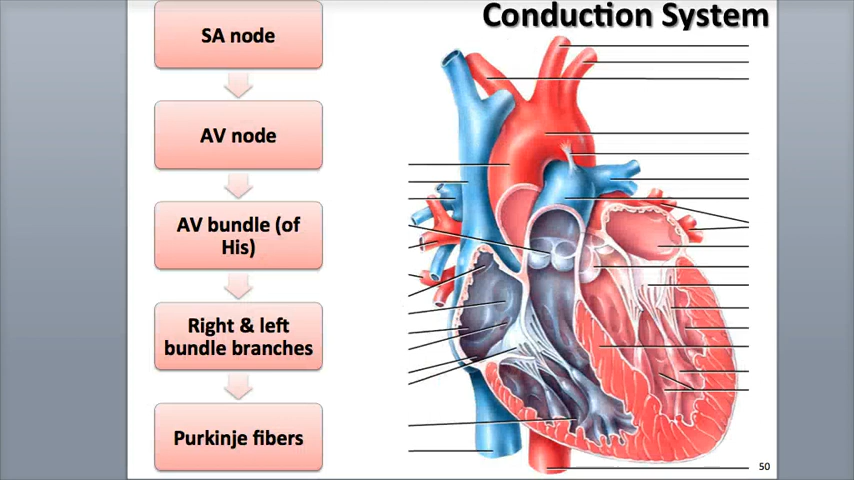 Conduction System
SA node
AV node
AV bundle (of
His)
Right & left
bundle branches
Purkinje fibers
50